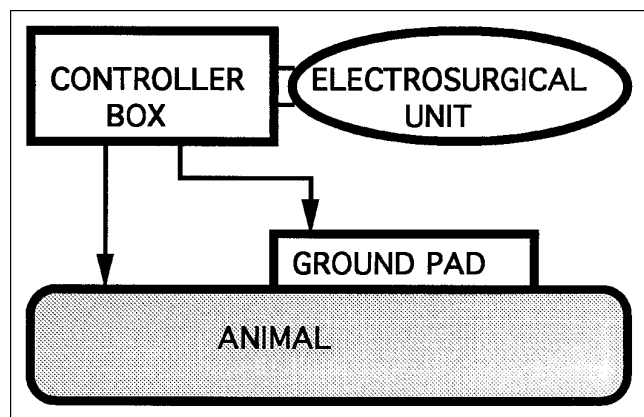 CONTROLLER
BOX
ELECTROSURGICAL
UNIT
GROUND PAD
ANIMAL